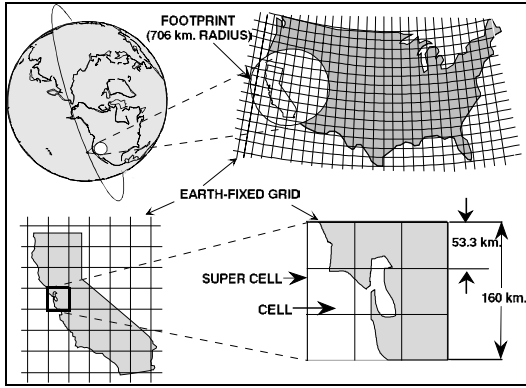 FOOTPRINT
(706 km. RADIUS)
EARTH-FIXED GRID
53.3 km.
SUPER CELL
160 km.
CELL